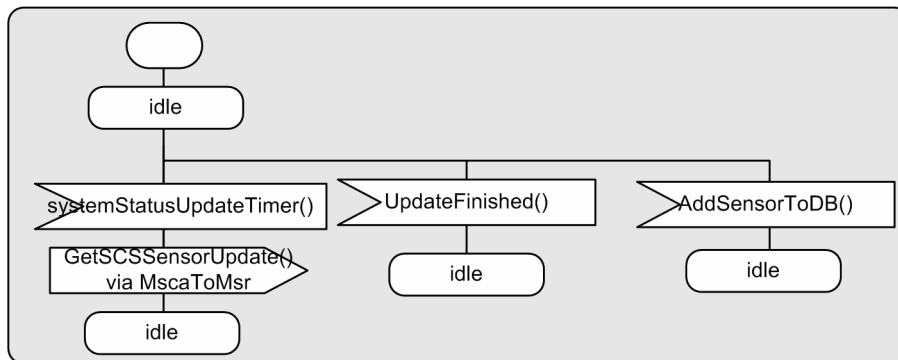 idle
systemStatusUpdateTimer()
UpdateFinished()
AddSensorToDB()
GetSCSSensorUpdate()
via MscaToMsr
idle
idle
idle